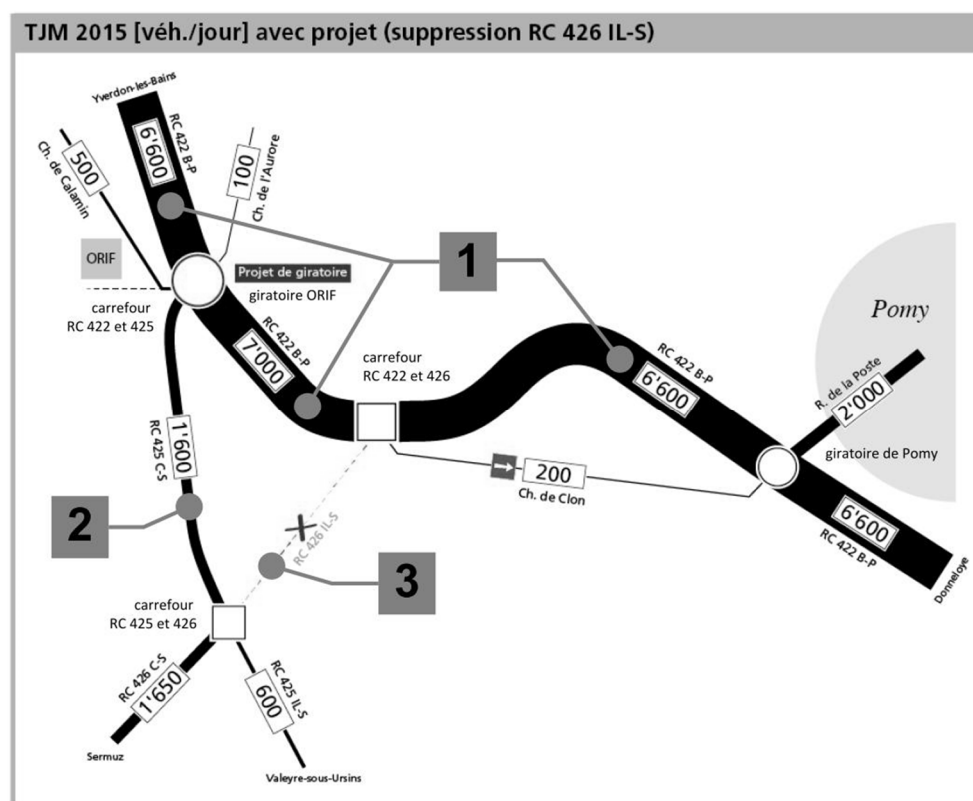 TJM 2015 [véh./jour] avec projet (suppression RC 426 IL-S)
Yverdon-les-Bains
RC 422 B-P
6'600
500
Ch. de Calamin
100
Ch. de l'Aurore
1
ORIF
Projet de giratoire
giratoire ORIF
carrefour
RC 422 et 425
RC 422 B-P
7'000
carrefour
RC 422 et 426
RC 422 B-P
6'600
Pomy
R. de la Poste
2'000
giratoire de Pomy
1'600
RC 425 C-S
200
Ch. de Clon
6'600
RC 422 B-P
Donneloye
2
RC 426 IL-S
3
carrefour
RC 425 et 426
RC 426 C-S
1'650
RC 425 IL-S
600
Sermuz
Valeyre-sous-Ursins